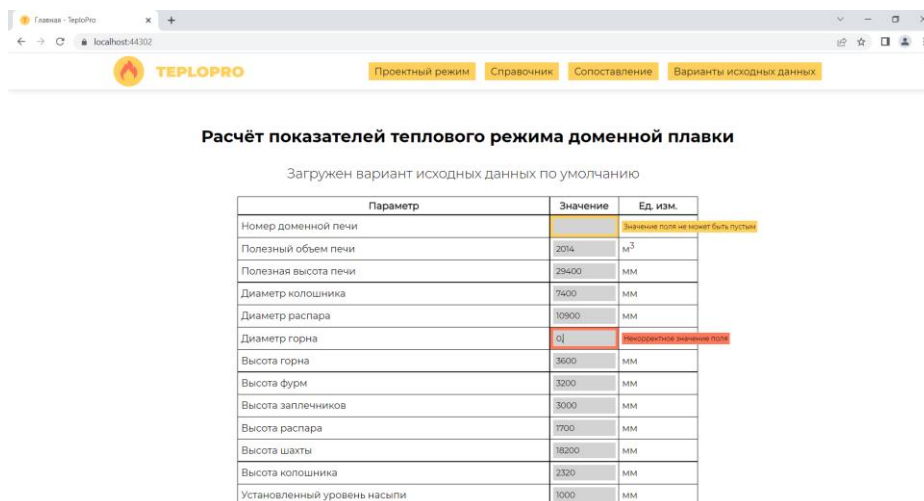 Главная - TeploPro
localhost:44302
TEPLOPRO Проектный режим Справочник Сопоставление Варианты исходных данных
Расчёт показателей теплового режима доменной плавки
Загружен вариант исходных данных по умолчанию
Параметр Значение Ед. изм.
Номер доменной печи Значение поля не может быть пустым
Полезный объем печи 2014 м3
Полезная высота печи 29400 мм
Диаметр колошника 7400 мм
Диаметр распара 10900 мм
Диаметр горна 0 Некорректное значение поля
Высота горна 3600 мм
Высота фурм 3200 мм
Высота заплечников 3000 мм
Высота распара 1700 мм
Высота шахты 18200 мм
Высота колошника 2320 мм
Установленный уровень насыпи 1000 мм